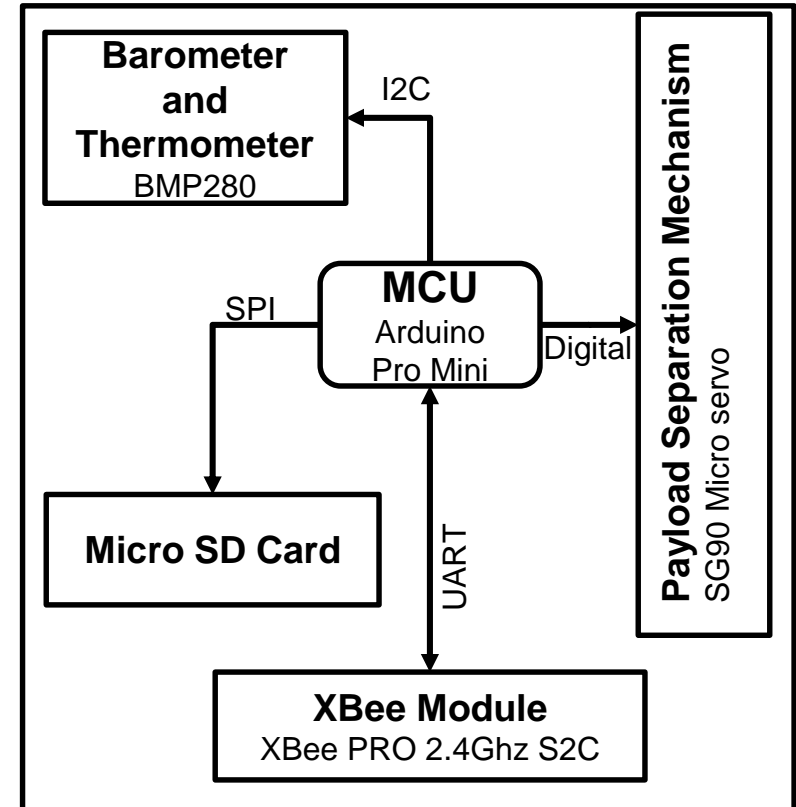 Barometer
and
Thermometer
BMP280
I2C
Payload Separation Mechanism
SG90 Micro servo
MCU
Arduino
Pro Mini
SPI
Digital
Micro SD Card
UART
XBee Module
XBee PRO 2.4Ghz S2C